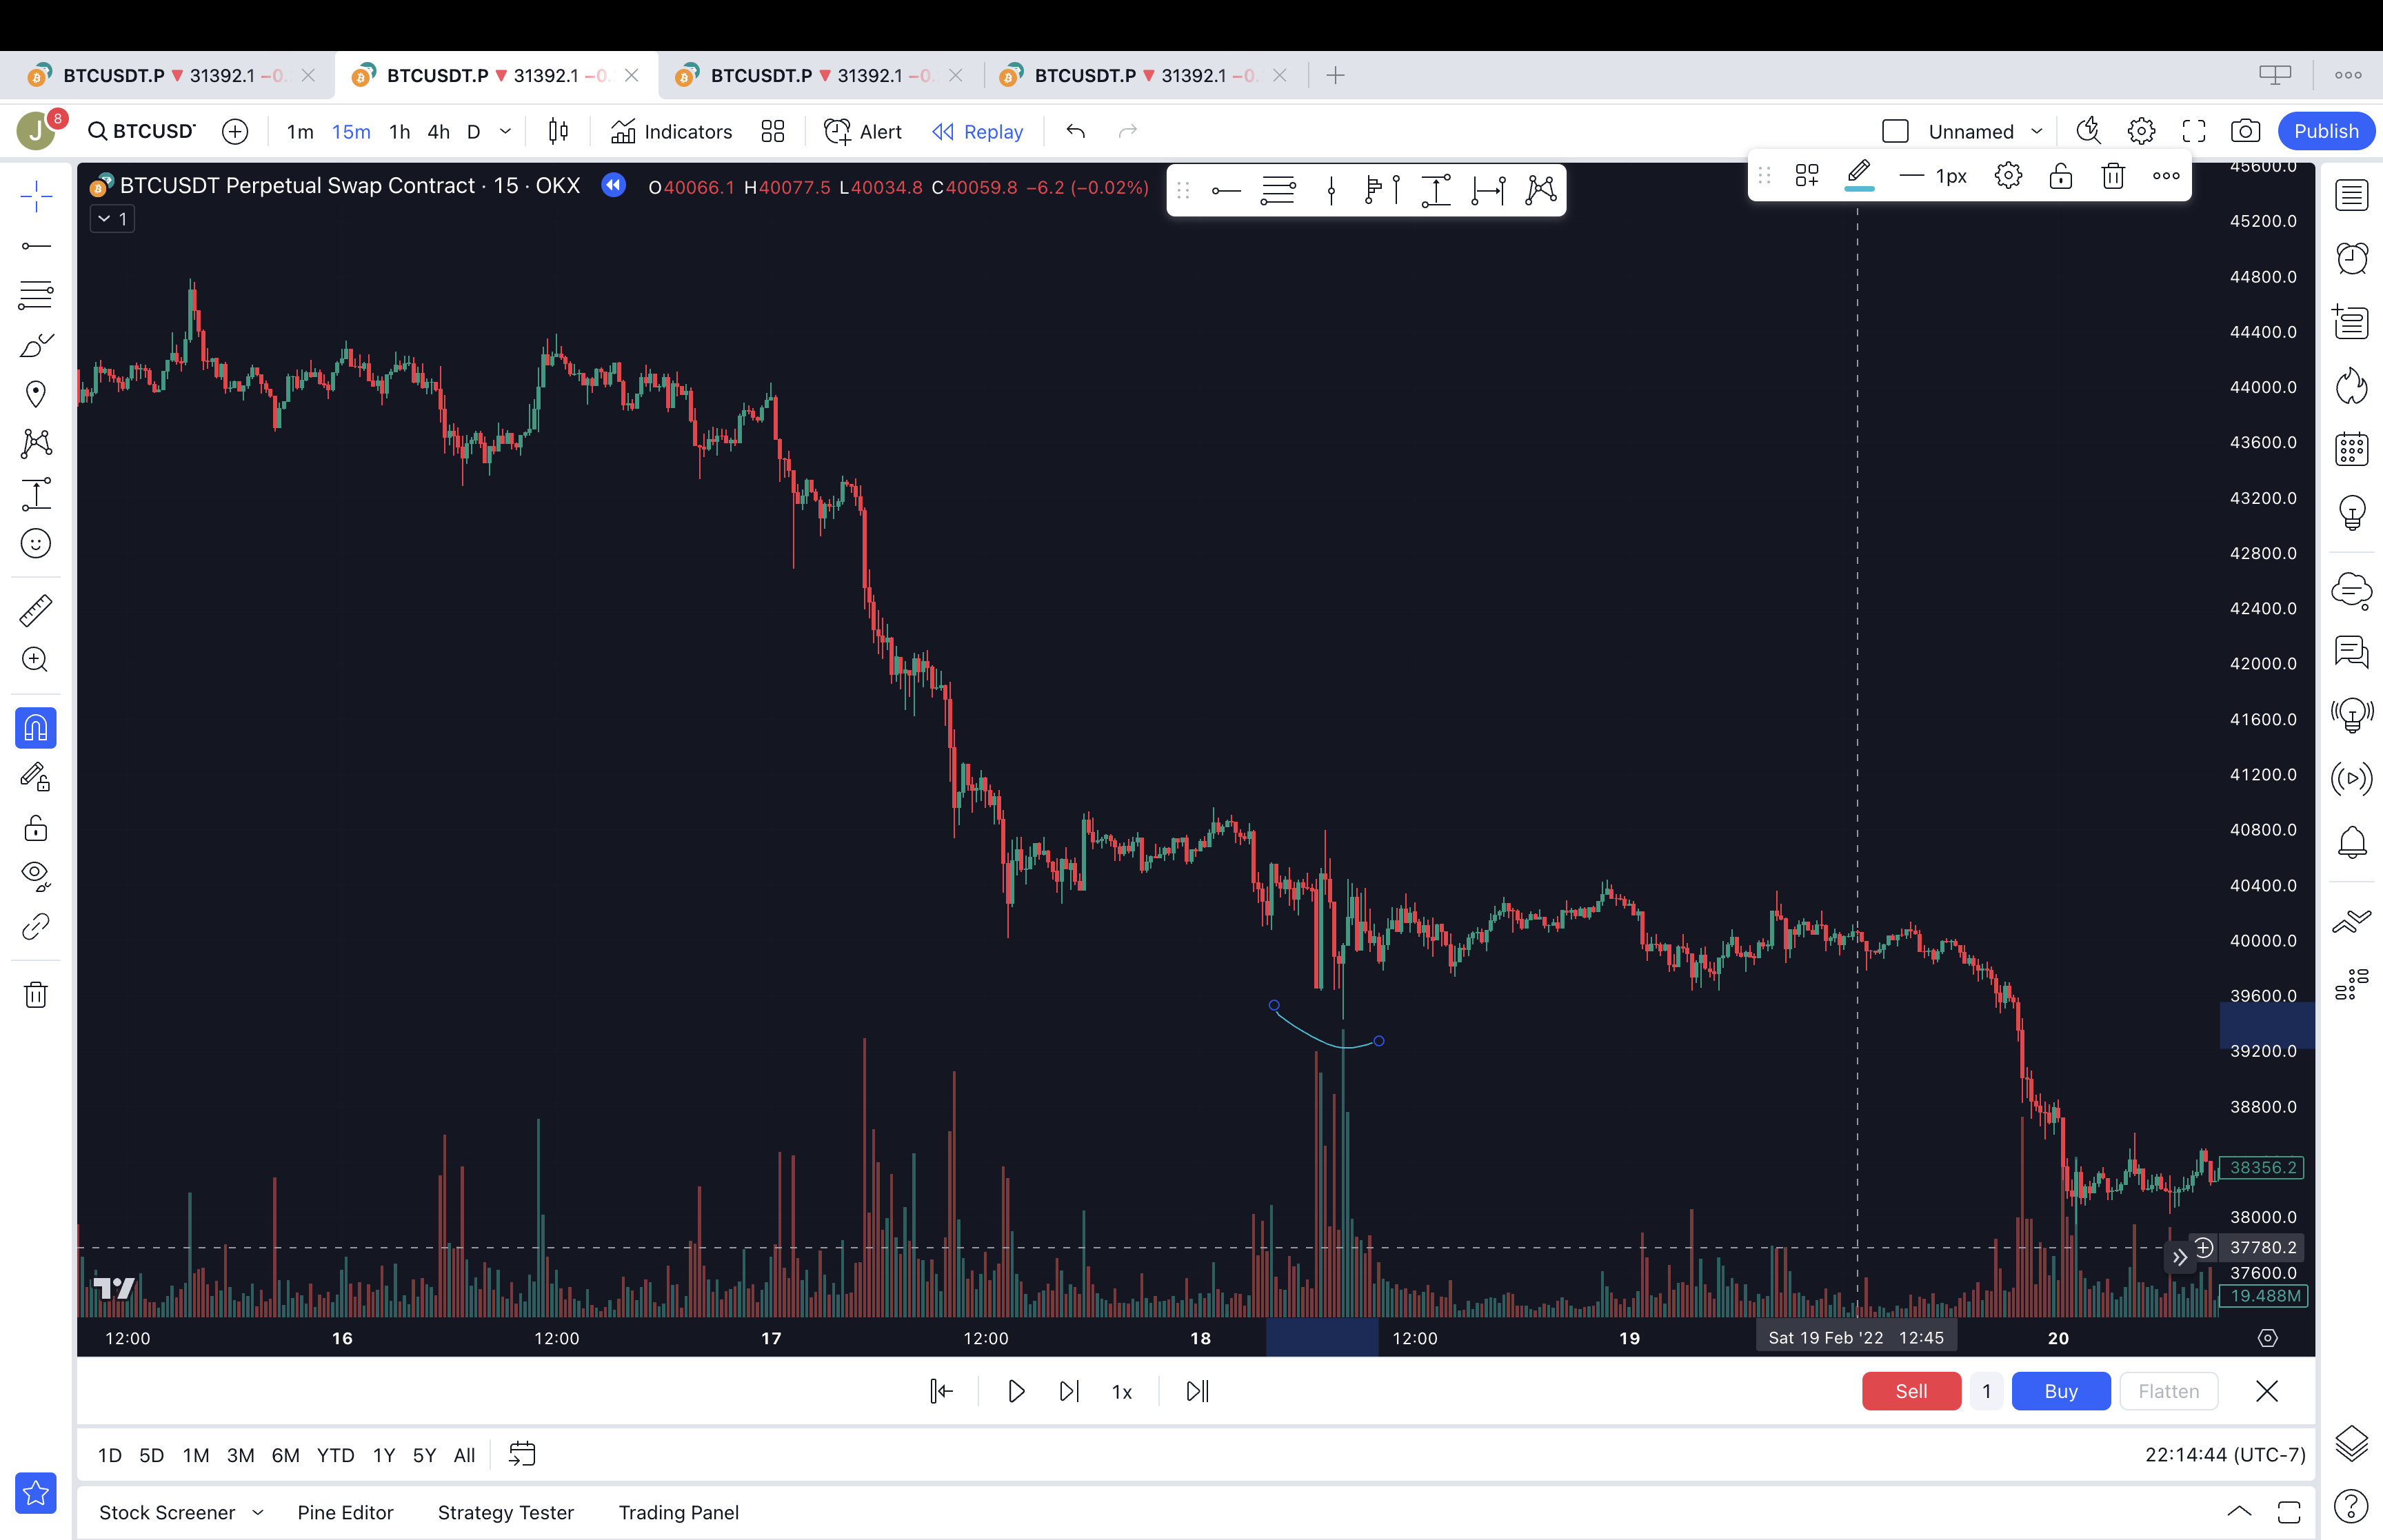 BTCUSDT.P ▼ 31392.1 −0. BTCUSDT.P ▼ 31392.1 −0. BTCUSDT.P ▼ 31392.1 −0. BTCUSDT.P ▼ 31392.1 −0.
J 8 BTCUSD 1m 15m 1h 4h D Indicators Alert Replay Unnamed Publish
BTCUSDT Perpetual Swap Contract · 15 · OKX O40066.1 H40077.5 L40034.8 C40059.8 −6.2 (−0.02%) 1px
1
45600.0
45200.0
44800.0
44400.0
44000.0
43600.0
43200.0
42800.0
42400.0
42000.0
41600.0
41200.0
40800.0
40400.0
40000.0
39600.0
39200.0
38800.0
38356.2
38000.0
37780.2
37600.0
19.488M
12:00 16 12:00 17 12:00 18 12:00 19 Sat 19 Feb '22 12:45 20
1x Sell 1 Buy Flatten
1D 5D 1M 3M 6M YTD 1Y 5Y All 22:14:44 (UTC-7)
Stock Screener Pine Editor Strategy Tester Trading Panel